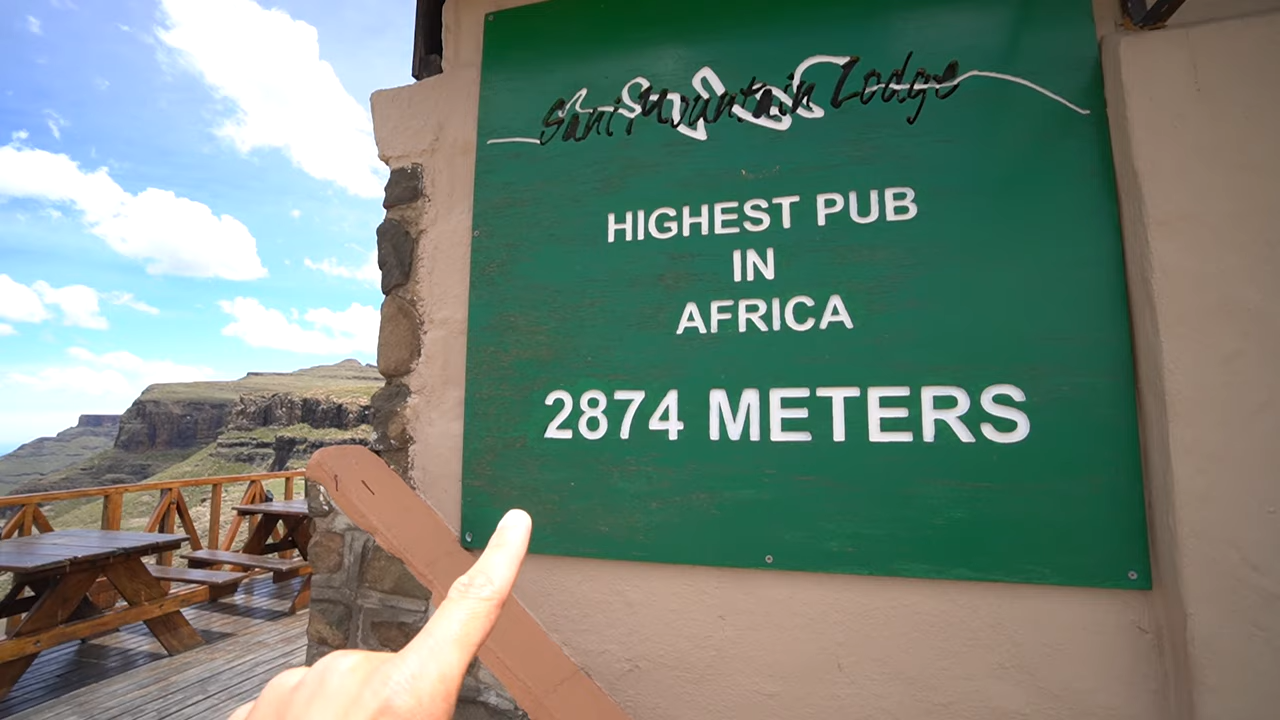 Sani Mountain Lodge
HIGHEST PUB
IN
AFRICA
2874 METERS